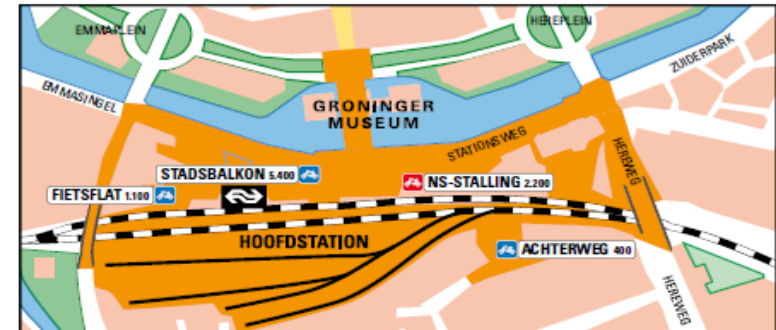 EMMAPLEIN
HEREPLEIN
ZUIDERPARK
EMMASINGEL
GRONINGER
MUSEUM
STATIONSWEG
HEREWEG
STADSBALKON 5.400
FIETSFLAT 1.100
NS-STALLING 2.200
HOOFDSTATION
ACHTERWEG 400
HEREWEG